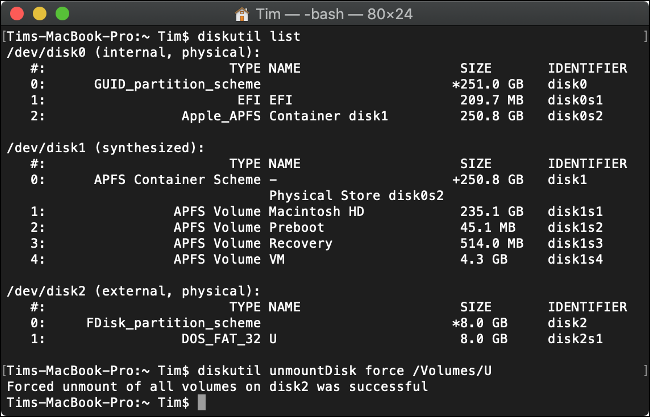 Tim — -bash — 80×24
[Tims-MacBook-Pro:~ Tim$ diskutil list ]
/dev/disk0 (internal, physical):
#: TYPE NAME SIZE IDENTIFIER
0: GUID_partition_scheme *251.0 GB disk0
1: EFI EFI 209.7 MB disk0s1
2: Apple_APFS Container disk1 250.8 GB disk0s2
/dev/disk1 (synthesized):
#: TYPE NAME SIZE IDENTIFIER
0: APFS Container Scheme - +250.8 GB disk1
Physical Store disk0s2
1: APFS Volume Macintosh HD 235.1 GB disk1s1
2: APFS Volume Preboot 45.1 MB disk1s2
3: APFS Volume Recovery 514.0 MB disk1s3
4: APFS Volume VM 4.3 GB disk1s4
/dev/disk2 (external, physical):
#: TYPE NAME SIZE IDENTIFIER
0: FDisk_partition_scheme *8.0 GB disk2
1: DOS_FAT_32 U 8.0 GB disk2s1
[Tims-MacBook-Pro:~ Tim$ diskutil unmountDisk force /Volumes/U ]
Forced unmount of all volumes on disk2 was successful
Tims-MacBook-Pro:~ Tim$